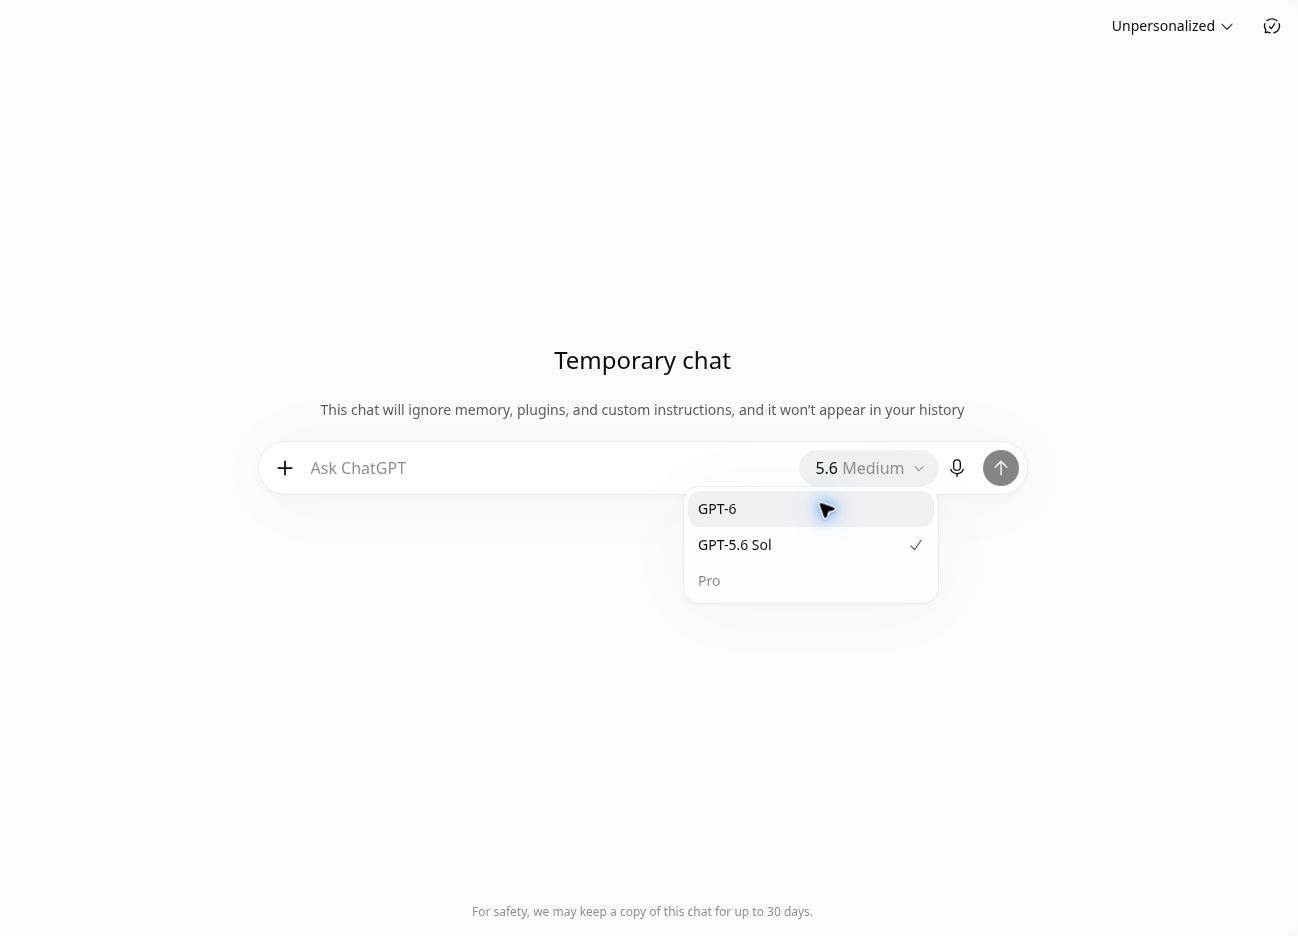 Unpersonalized
Temporary chat
This chat will ignore memory, plugins, and custom instructions, and it won’t appear in your history
Ask ChatGPT
5.6 Medium
GPT-6
GPT-5.6 Sol
Pro
For safety, we may keep a copy of this chat for up to 30 days.